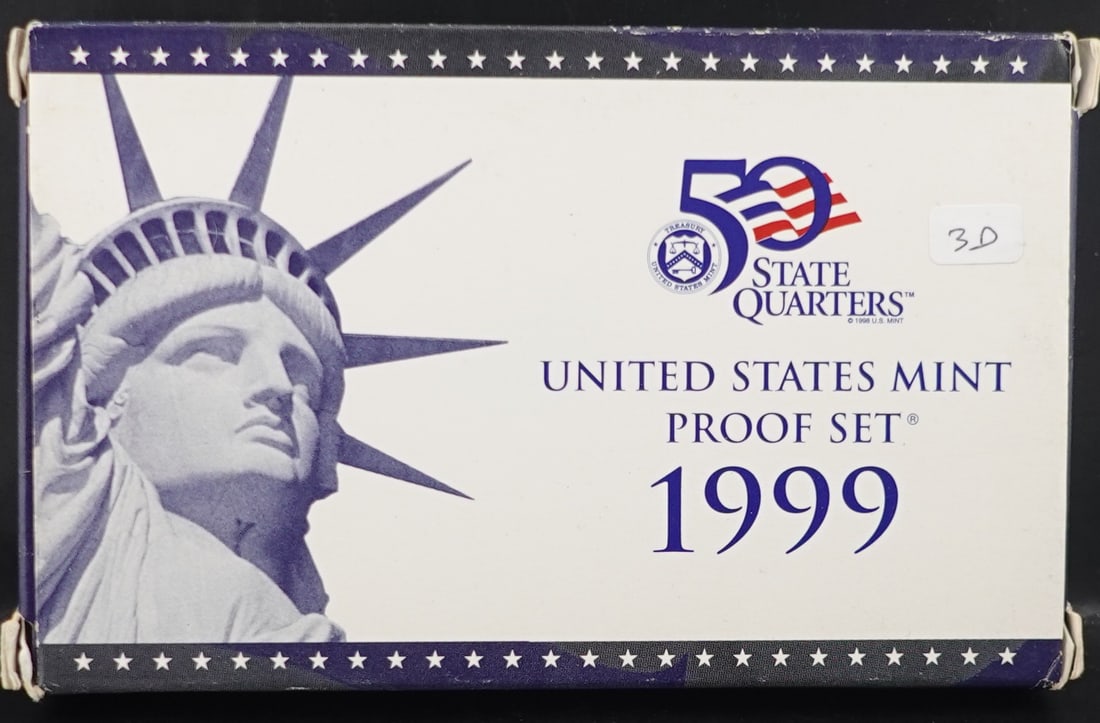 50
TREASURY
UNITED STATES MINT
STATE
QUARTERS™
© 1998 U.S. MINT
3D
UNITED STATES MINT
PROOF SET®
1999